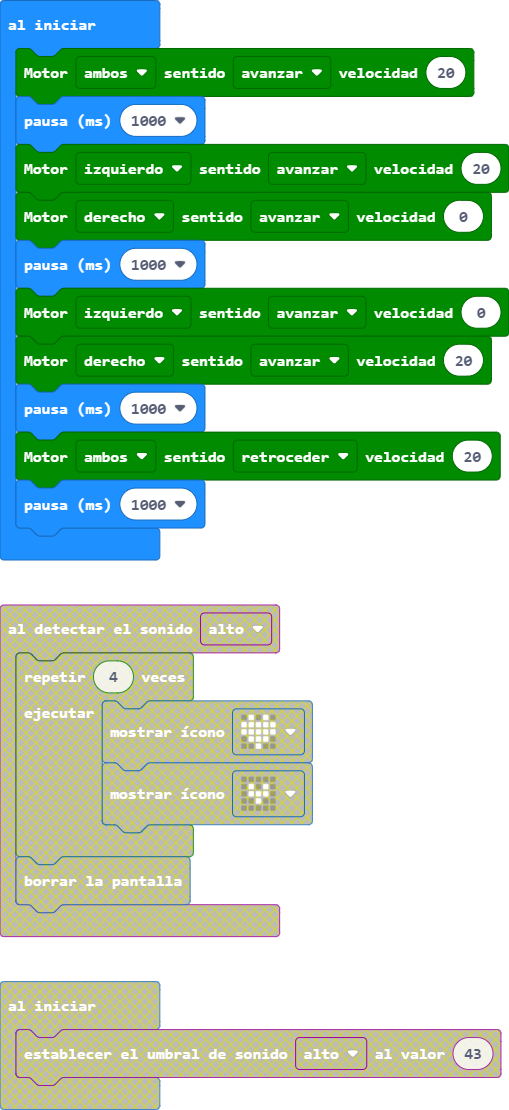 al iniciar
Motor ambos sentido avanzar velocidad 20
pausa (ms) 1000
Motor izquierdo sentido avanzar velocidad 20
Motor derecho sentido avanzar velocidad 0
pausa (ms) 1000
Motor izquierdo sentido avanzar velocidad 0
Motor derecho sentido avanzar velocidad 20
pausa (ms) 1000
Motor ambos sentido retroceder velocidad 20
pausa (ms) 1000
al detectar el sonido alto
repetir 4 veces
ejecutar
mostrar ícono
mostrar ícono
borrar la pantalla
al iniciar
establecer el umbral de sonido alto al valor 43